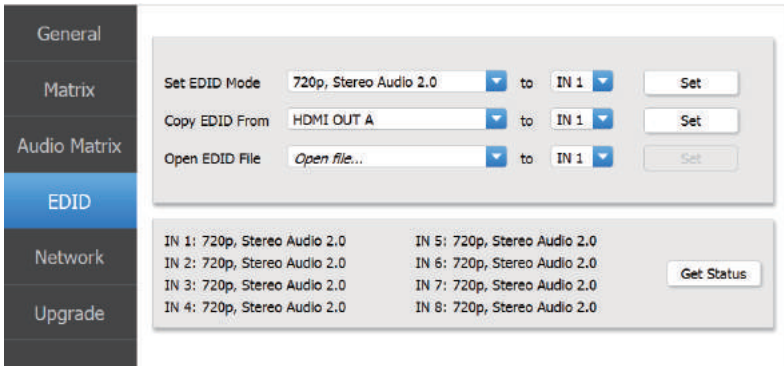 General
Matrix
Audio Matrix
EDID
Network
Upgrade
Set EDID Mode 720p, Stereo Audio 2.0 to IN 1 Set
Copy EDID From HDMI OUT A to IN 1 Set
Open EDID File Open file... to IN 1 Set
IN 1: 720p, Stereo Audio 2.0 IN 5: 720p, Stereo Audio 2.0
IN 2: 720p, Stereo Audio 2.0 IN 6: 720p, Stereo Audio 2.0
IN 3: 720p, Stereo Audio 2.0 IN 7: 720p, Stereo Audio 2.0
IN 4: 720p, Stereo Audio 2.0 IN 8: 720p, Stereo Audio 2.0
Get Status